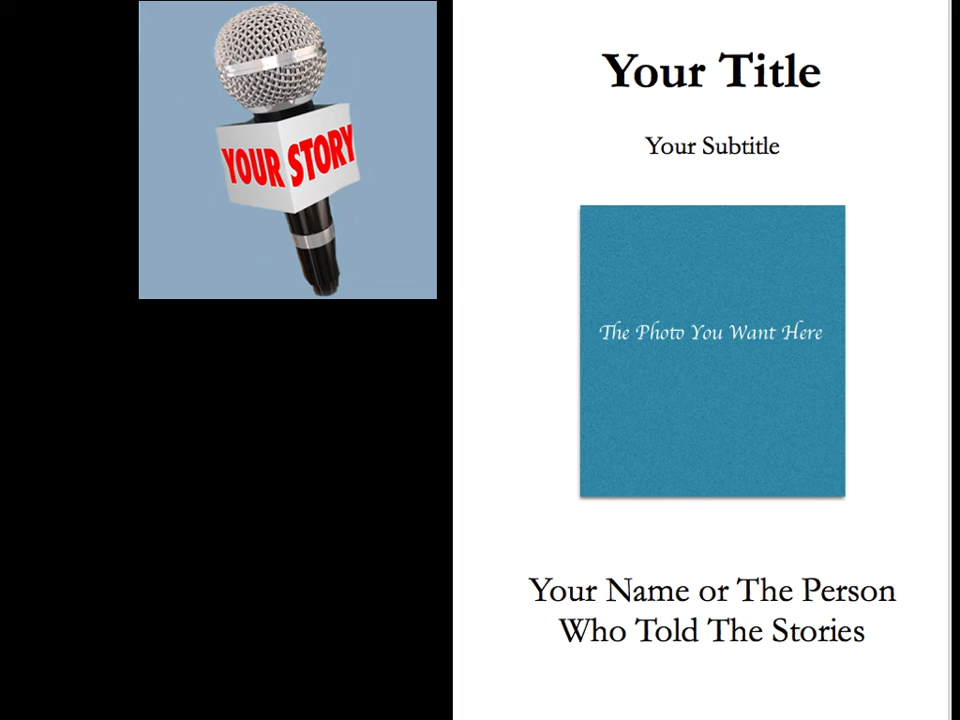 YOUR STORY
Your Title
Your Subtitle
The Photo You Want Here
Your Name or The Person
Who Told The Stories